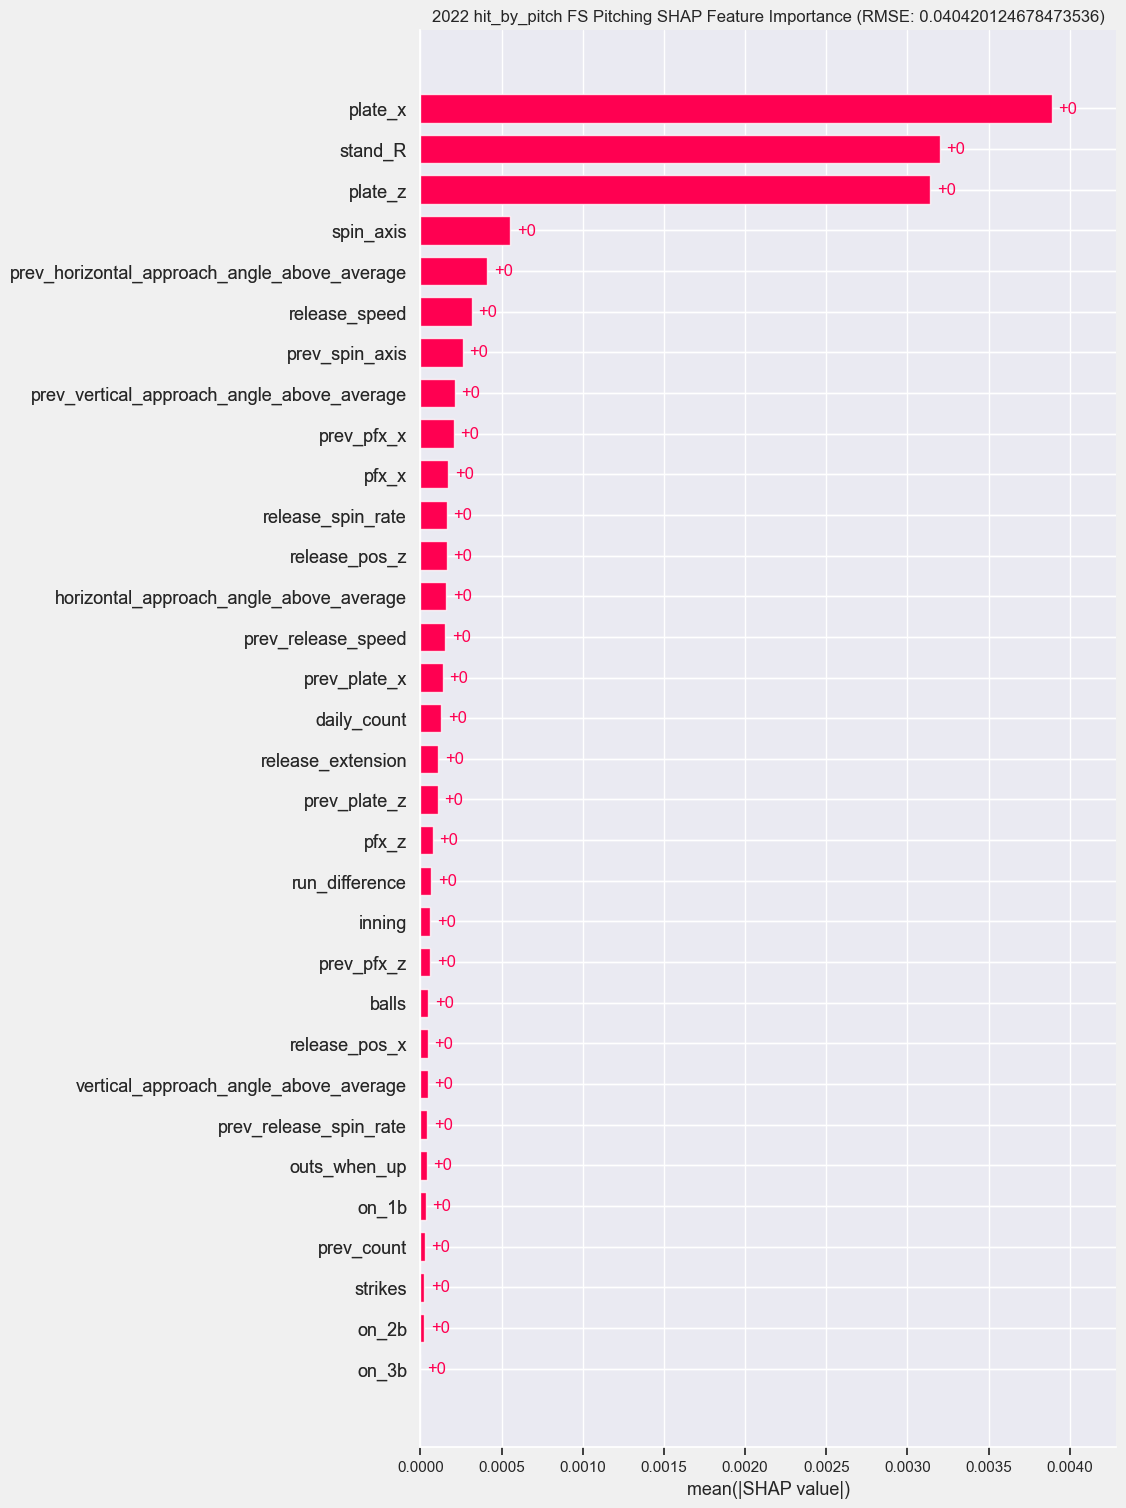 2022 hit_by_pitch FS Pitching SHAP Feature Importance (RMSE: 0.040420124678473536)
plate_x +0
stand_R +0
plate_z +0
spin_axis +0
prev_horizontal_approach_angle_above_average +0
release_speed +0
prev_spin_axis +0
prev_vertical_approach_angle_above_average +0
prev_pfx_x +0
pfx_x +0
release_spin_rate +0
release_pos_z +0
horizontal_approach_angle_above_average +0
prev_release_speed +0
prev_plate_x +0
daily_count +0
release_extension +0
prev_plate_z +0
pfx_z +0
run_difference +0
inning +0
prev_pfx_z +0
balls +0
release_pos_x +0
vertical_approach_angle_above_average +0
prev_release_spin_rate +0
outs_when_up +0
on_1b +0
prev_count +0
strikes +0
on_2b +0
on_3b +0
0.0000 0.0005 0.0010 0.0015 0.0020 0.0025 0.0030 0.0035 0.0040
mean(|SHAP value|)